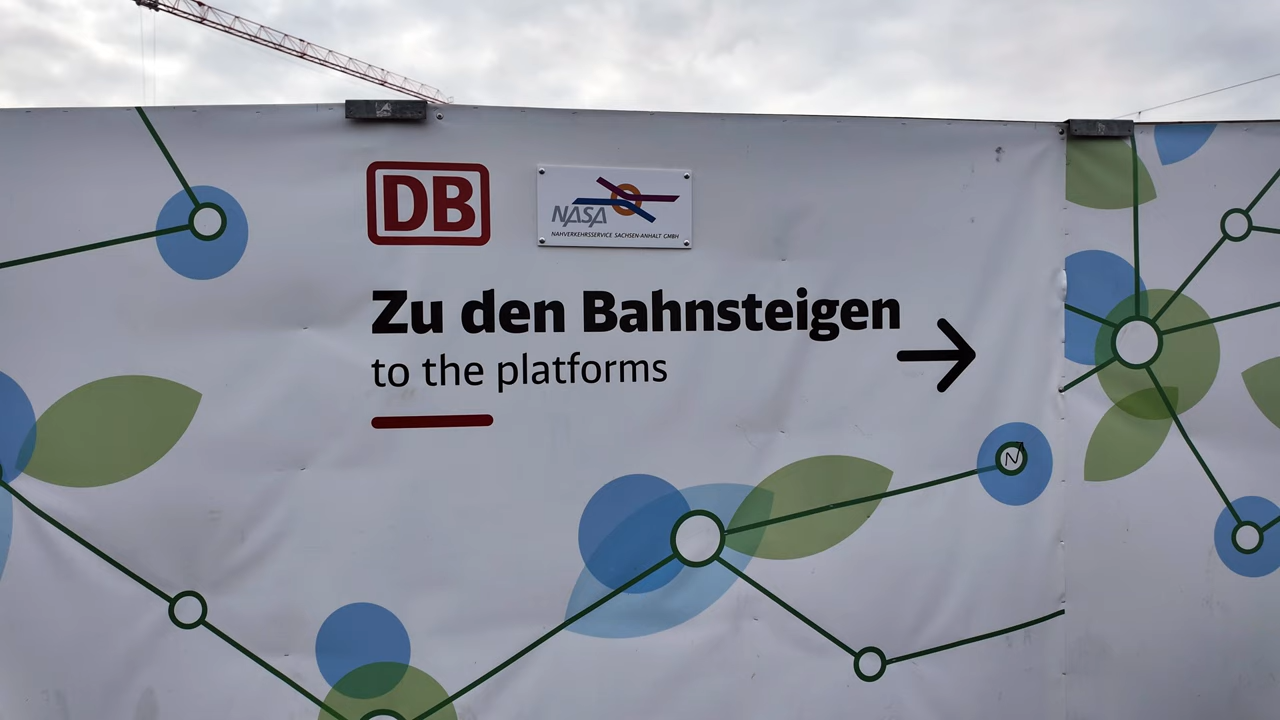 DB
NASA
NAHVERKEHRSSERVICE SACHSEN-ANHALT GMBH
Zu den Bahnsteigen
to the platforms
N